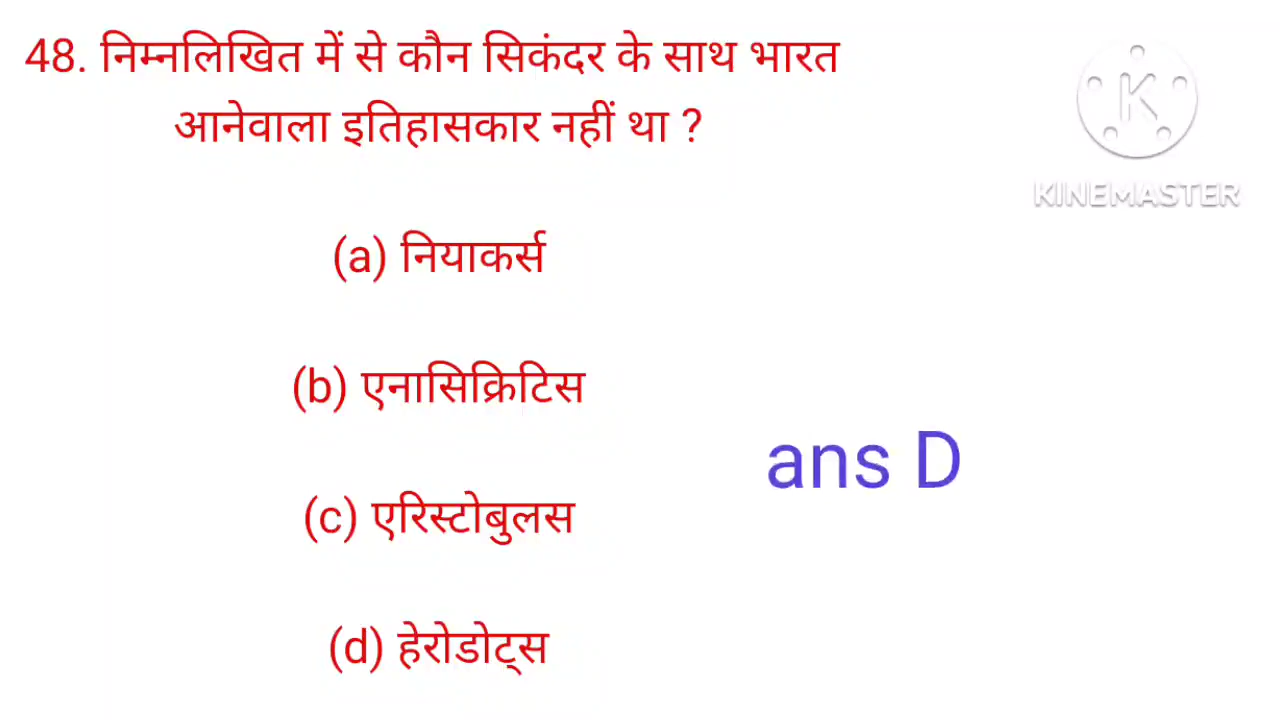 48. निम्नलिखित में से कौन सिकंदर के साथ भारत
आनेवाला इतिहासकार नहीं था ?
K
KINEMASTER
(a) नियाकर्स
(b) एनासिक्रिटिस
ans D
(c) एरिस्टोबुलस
(d) हेरोडोट्स